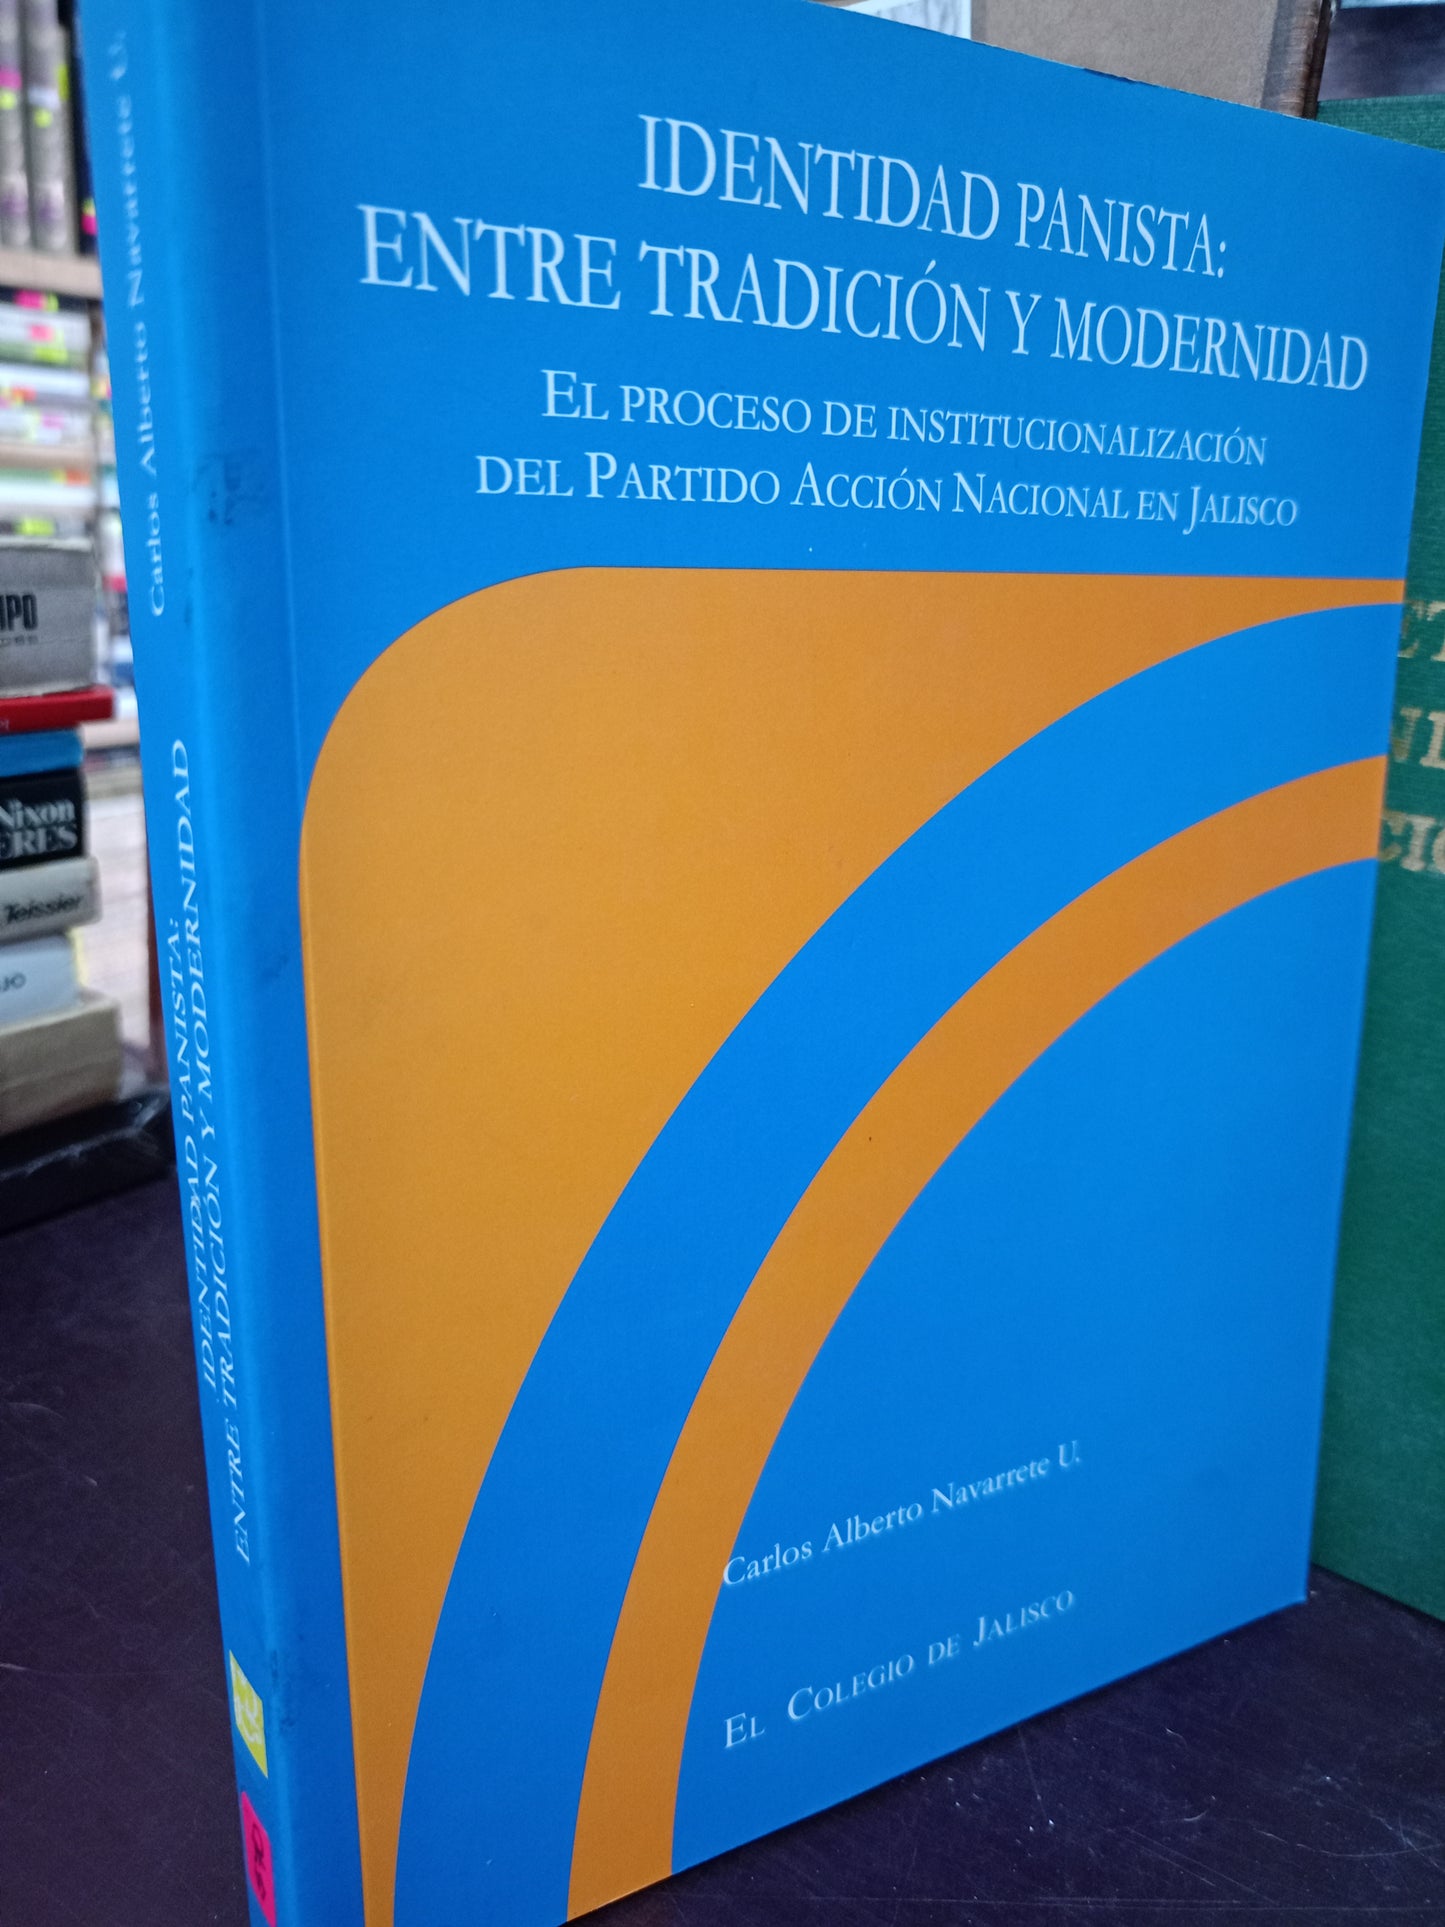 IDENTIDAD PANISTA:
ENTRE TRADICIÓN Y MODERNIDAD
EL PROCESO DE INSTITUCIONALIZACIÓN
DEL PARTIDO ACCIÓN NACIONAL EN JALISCO
Carlos Alberto Navarrete U.
EL COLEGIO DE JALISCO
Carlos Alberto Navarrete U.
IDENTIDAD PANISTA:
ENTRE TRADICIÓN Y MODERNIDAD
Nixon
Teissier